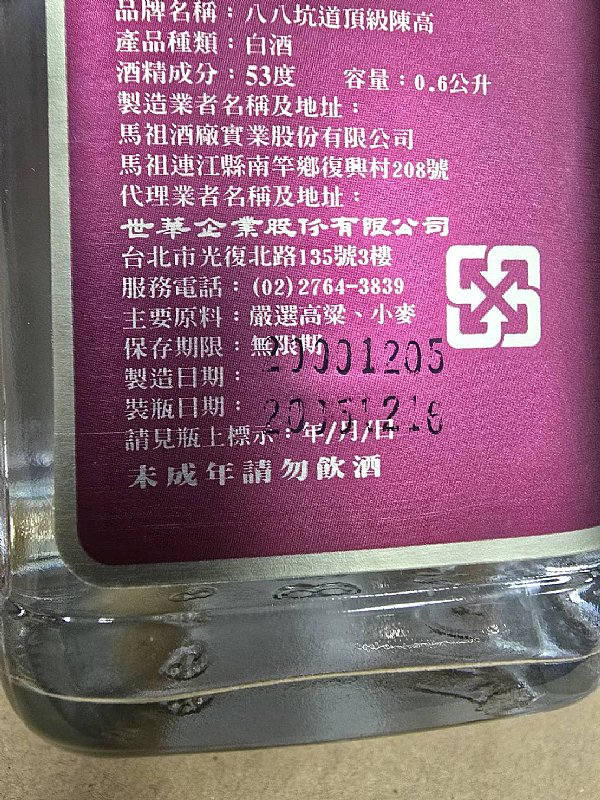 品牌名稱：八八坑道頂級陳高
產品種類：白酒
酒精成分：53度 容量：0.6公升
製造業者名稱及地址：
馬祖酒廠實業股份有限公司
馬祖連江縣南竿鄉復興村208號
代理業者名稱及地址：
世華企業股份有限公司
台北市光復北路135號3樓
服務電話：(02)2764-3839
主要原料：嚴選高粱、小麥
保存期限：無限期
製造日期：
裝瓶日期：
請見瓶上標示：年/月/日
未成年請勿飲酒